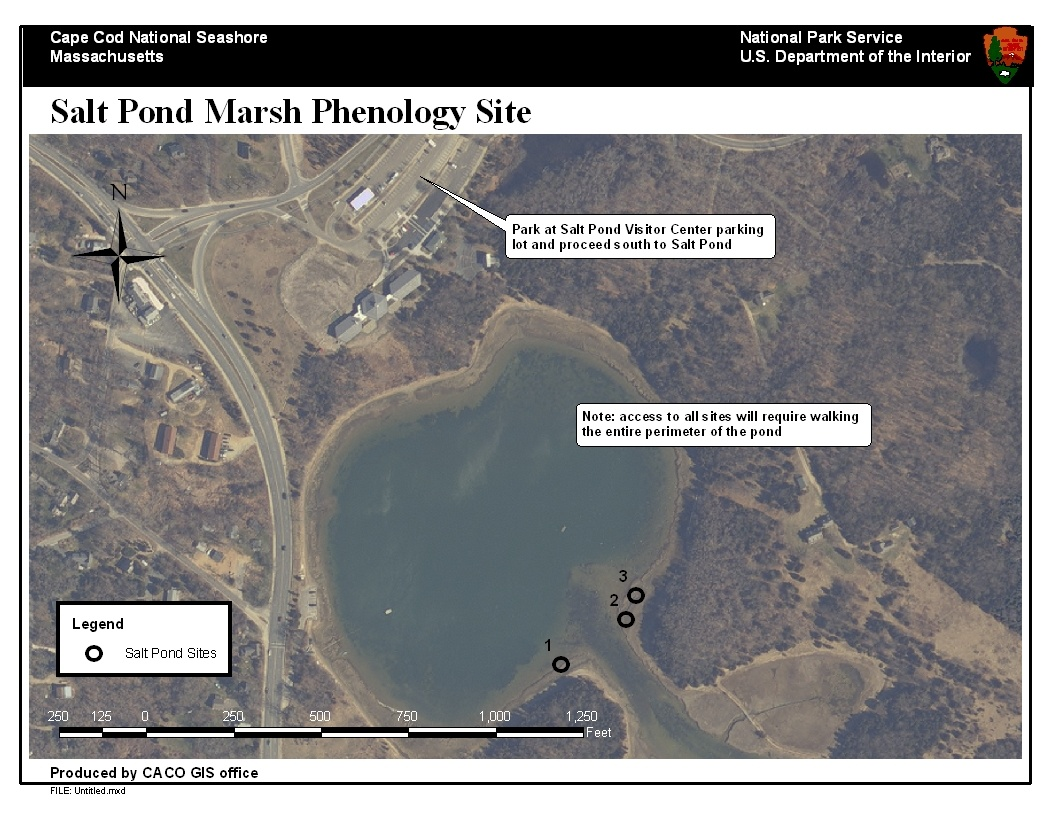 Cape Cod National Seashore
Massachusetts
National Park Service
U.S. Department of the Interior
Salt Pond Marsh Phenology Site
N
Park at Salt Pond Visitor Center parking
lot and proceed south to Salt Pond
Note: access to all sites will require walking
the entire perimeter of the pond
3
2
1
Legend
Salt Pond Sites
250 125 0 250 500 750 1,000 1,250
Feet
Produced by CACO GIS office
FILE: Untitled.mxd